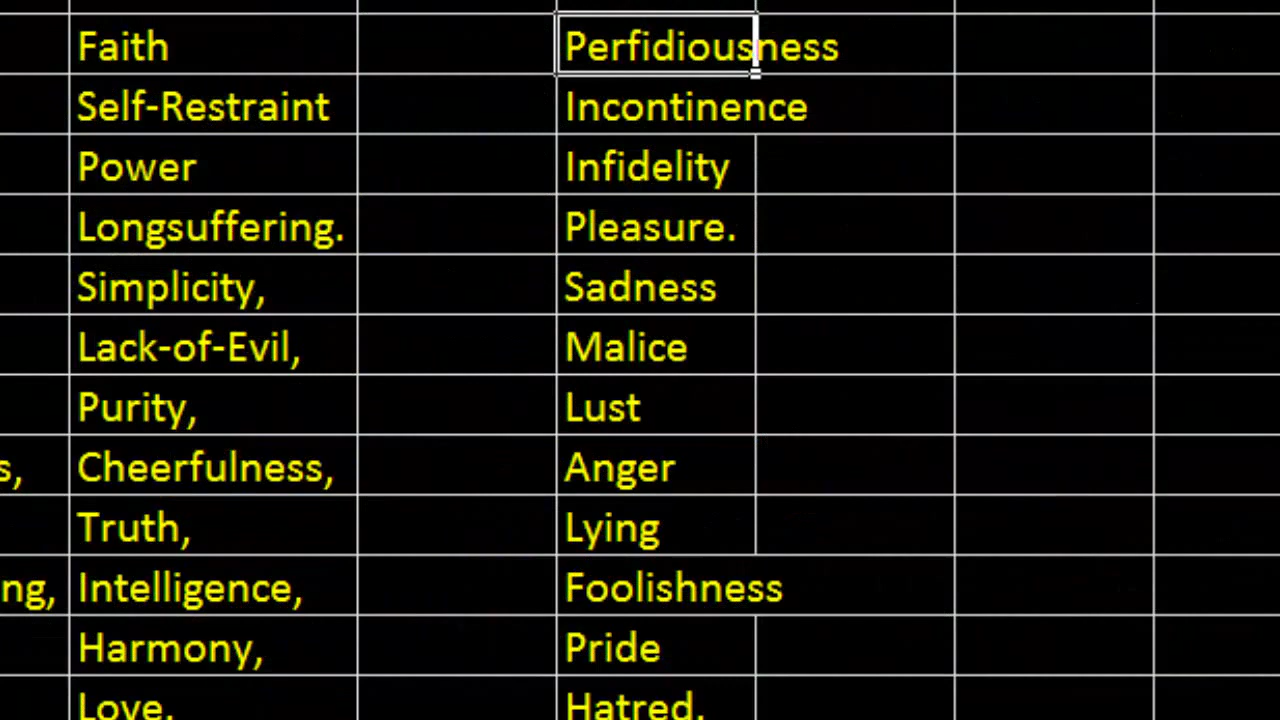 Faith Perfidiousness
Self-Restraint Incontinence
Power Infidelity
Longsuffering. Pleasure.
Simplicity, Sadness
Lack-of-Evil, Malice
Purity, Lust
s, Cheerfulness, Anger
Truth, Lying
ng, Intelligence, Foolishness
Harmony, Pride
Love. Hatred.